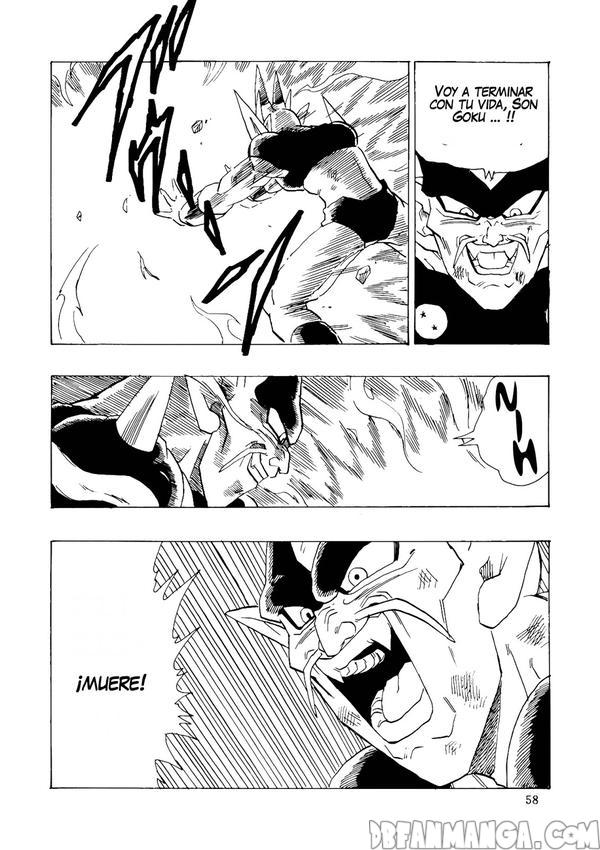 Voy a terminar
con tu vida, Son
Goku ... !!
NIH
¡Muere!
58
DBFANMANGA.COM